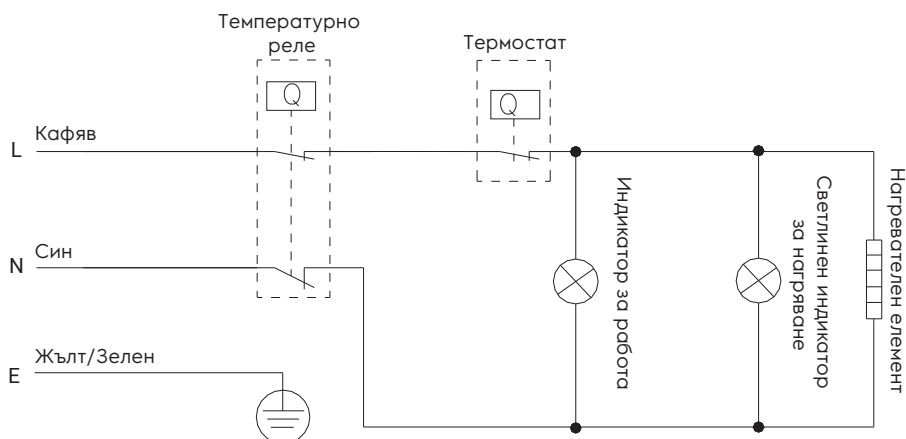 Температурно
реле
Термостат
Q
Q
L
Кафяв
N
Син
E
Жълт/Зелен
Индикатор за работа
Светлинен индикатор
за нагряване
Нагревателен елемент